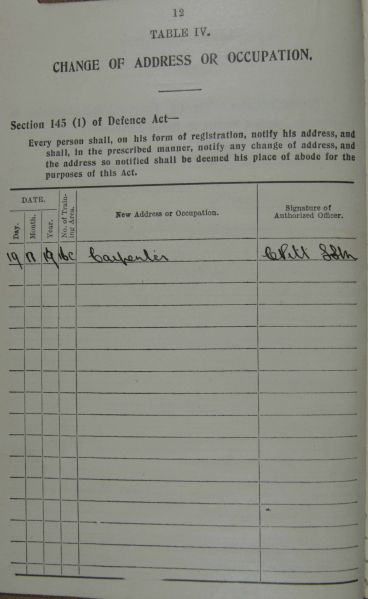 12
TABLE IV.
CHANGE OF ADDRESS OR OCCUPATION.
Section 145 (1) of Defence Act—
Every person shall, on his form of registration, notify his address, and
shall, in the prescribed manner, notify any change of address, and
the address so notified shall be deemed his place of abode for the
purposes of this Act.
DATE.
Day.
Month.
Year.
No. of Train-
ing Area.
New Address or Occupation.
Signature of
Authorized Officer.
19 19 16C Carpenter